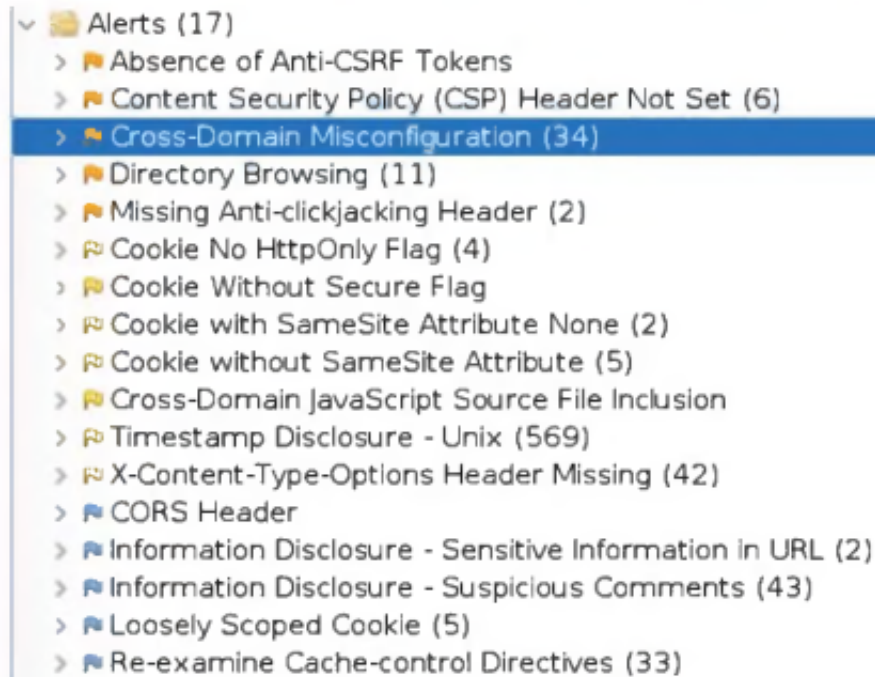 Alerts (17)
Absence of Anti-CSRF Tokens
Content Security Policy (CSP) Header Not Set (6)
Cross-Domain Misconfiguration (34)
Directory Browsing (11)
Missing Anti-clickjacking Header (2)
Cookie No HttpOnly Flag (4)
Cookie Without Secure Flag
Cookie with SameSite Attribute None (2)
Cookie without SameSite Attribute (5)
Cross-Domain JavaScript Source File Inclusion
Timestamp Disclosure - Unix (569)
X-Content-Type-Options Header Missing (42)
CORS Header
Information Disclosure - Sensitive Information in URL (2)
Information Disclosure - Suspicious Comments (43)
Loosely Scoped Cookie (5)
Re-examine Cache-control Directives (33)